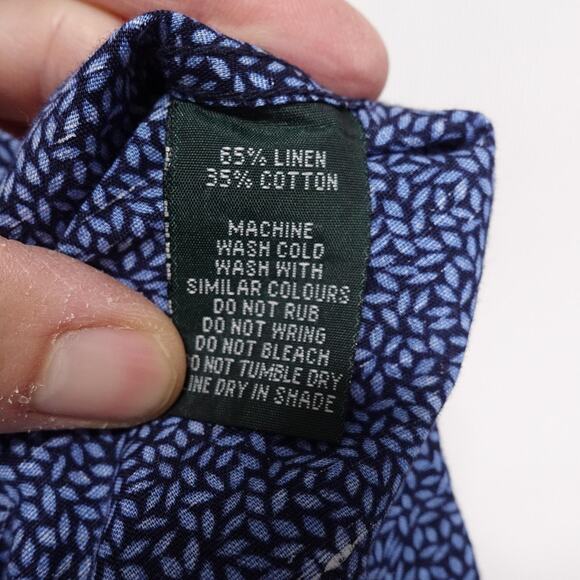 65% LINEN
35% COTTON
MACHINE
WASH COLD
WASH WITH
SIMILAR COLOURS
DO NOT RUB
DO NOT WRING
DO NOT BLEACH
DO NOT TUMBLE DRY
LINE DRY IN SHADE